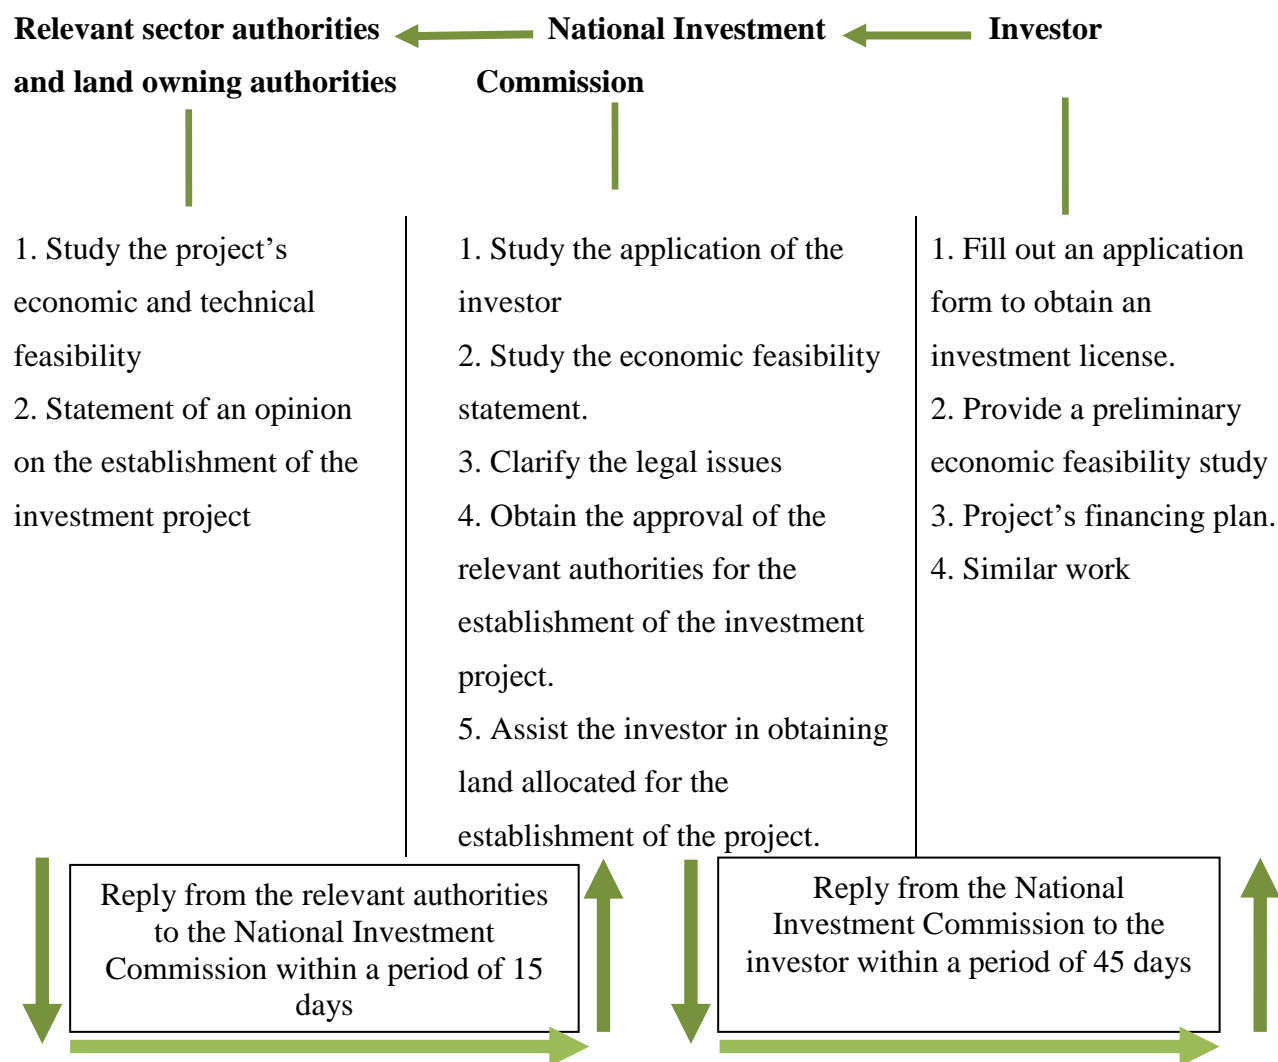 Relevant sector authorities
and land owning authorities
National Investment
Commission
Investor
1. Study the project’s
economic and technical
feasibility
2. Statement of an opinion
on the establishment of the
investment project
1. Study the application of the
investor
2. Study the economic feasibility
statement.
3. Clarify the legal issues
4. Obtain the approval of the
relevant authorities for the
establishment of the investment
project.
5. Assist the investor in obtaining
land allocated for the
establishment of the project.
1. Fill out an application
form to obtain an
investment license.
2. Provide a preliminary
economic feasibility study
3. Project’s financing plan.
4. Similar work
Reply from the relevant authorities
to the National Investment
Commission within a period of 15
days
Reply from the National
Investment Commission to the
investor within a period of 45 days